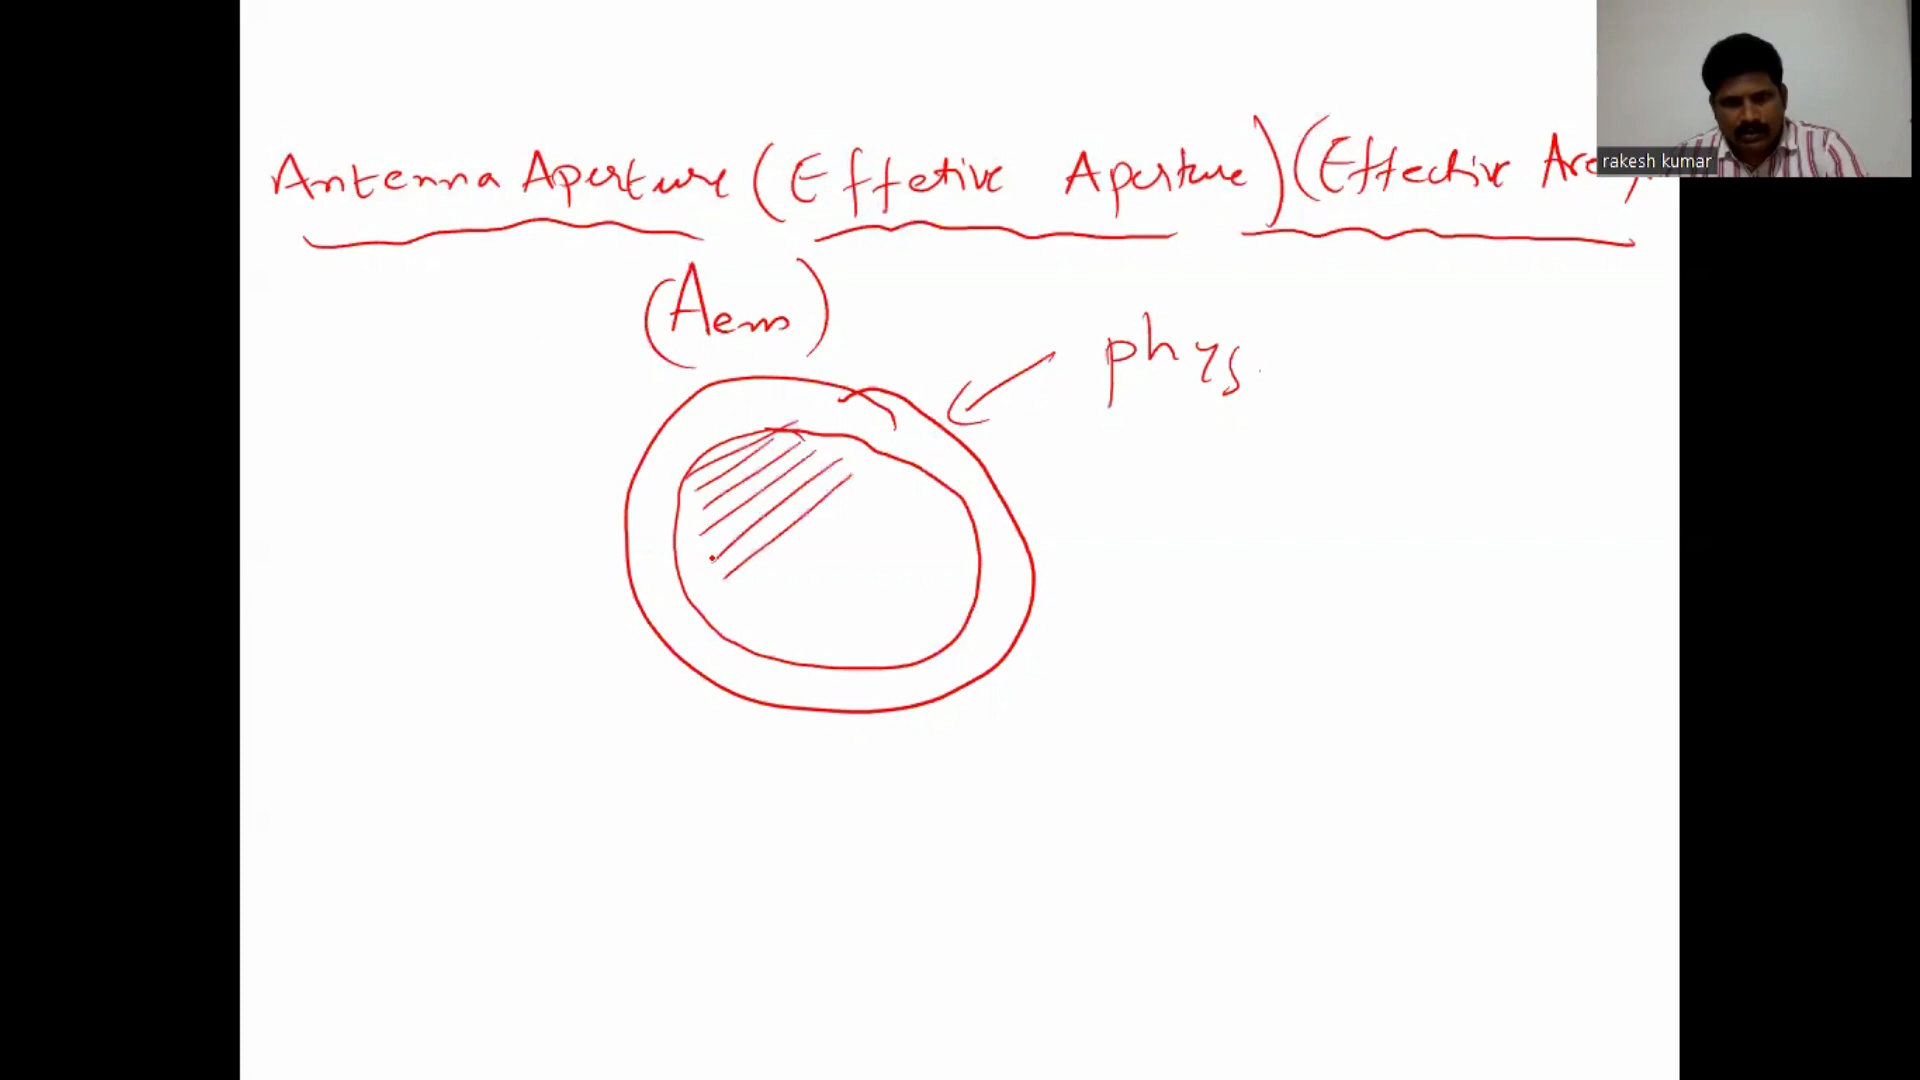 Antenna Aperture (Effetive Aperture) (Effective Are
rakesh kumar
(Aem)
phys